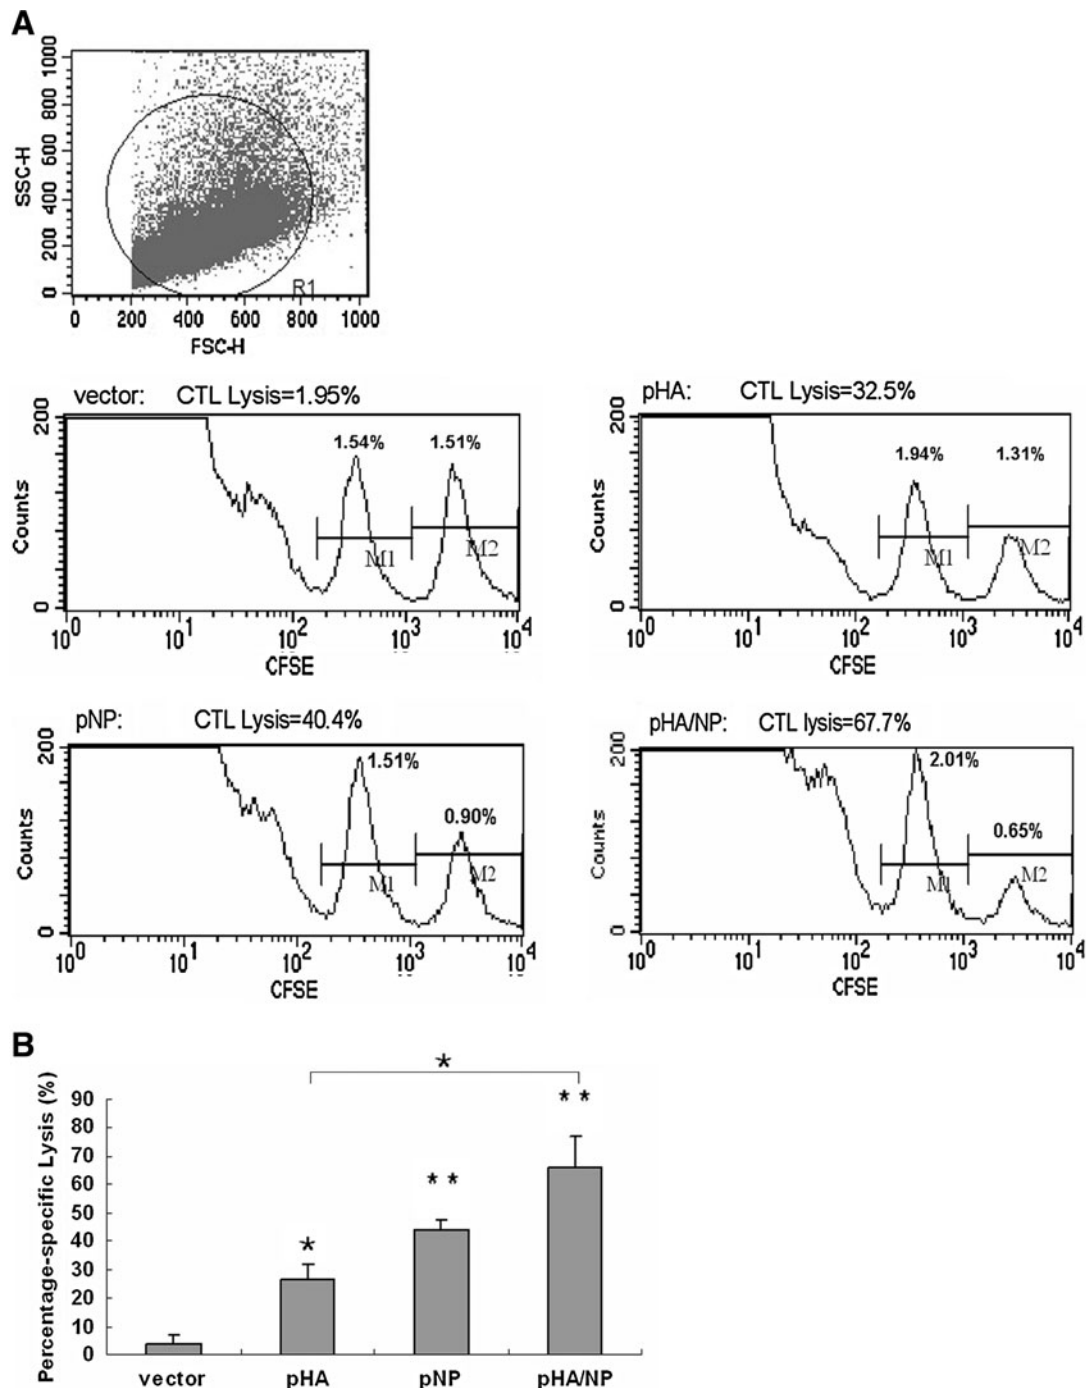 A
SSC-H
1000
800
600
400
200
0
R1
0 200 400 600 800 1000
FSC-H
vector: CTL Lysis=1.95%
200
1.54% 1.51%
Counts
M1 M2
0
10^0 10^1 10^2 10^3 10^4
CFSE
pHA: CTL Lysis=32.5%
200
1.94% 1.31%
Counts
M1 M2
0
10^0 10^1 10^2 10^3 10^4
CFSE
pNP: CTL Lysis=40.4%
200
1.51%
0.90%
Counts
M1 M2
0
10^0 10^1 10^2 10^3 10^4
CFSE
pHA/NP: CTL lysis=67.7%
200
2.01%
0.65%
Counts
M1 M2
0
10^0 10^1 10^2 10^3 10^4
CFSE
B
Percentage-specific Lysis (%)
*
90
80
70
60
50
40
30
20
10
0
*
* *
* *
vector pHA pNP pHA/NP